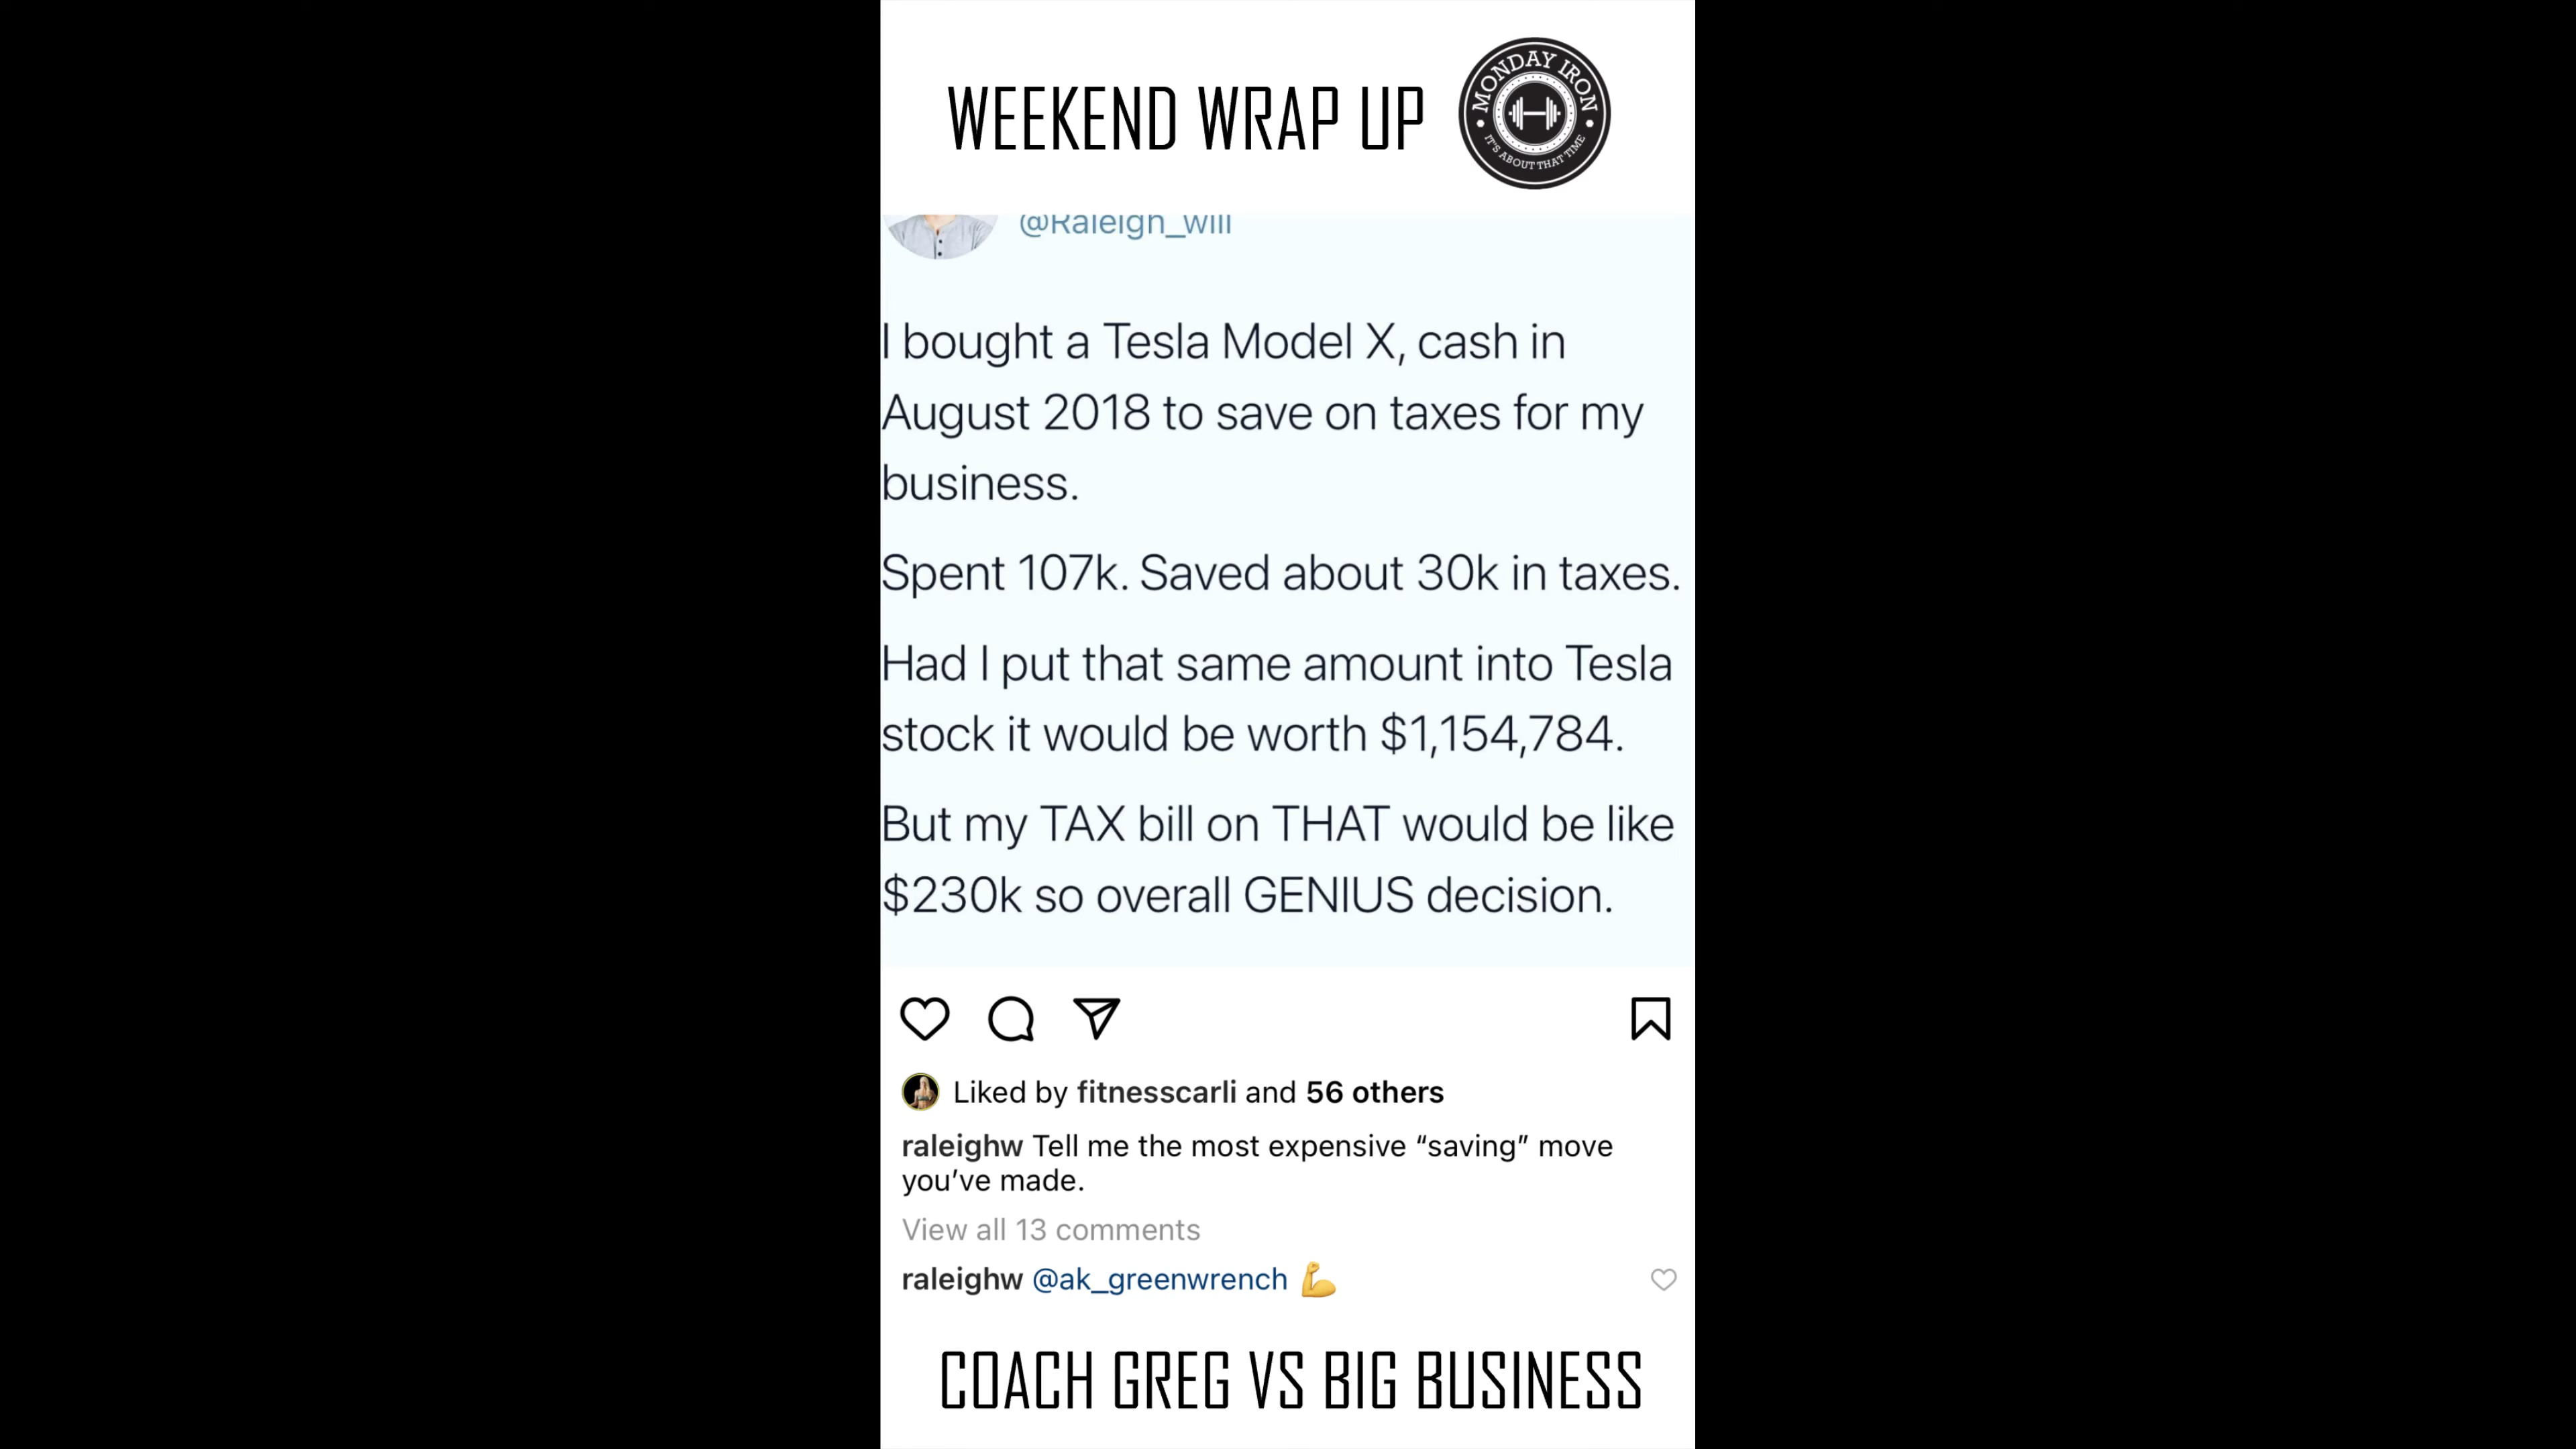 WEEKEND WRAP UP
MONDAY IRON
IT'S ABOUT THAT TIME
@Raleigh_will
I bought a Tesla Model X, cash in
August 2018 to save on taxes for my
business.
Spent 107k. Saved about 30k in taxes.
Had I put that same amount into Tesla
stock it would be worth $1,154,784.
But my TAX bill on THAT would be like
$230k so overall GENIUS decision.
Liked by fitnesscarli and 56 others
raleighw Tell me the most expensive “saving” move
you’ve made.
View all 13 comments
raleighw @ak_greenwrench 💪
COACH GREG VS BIG BUSINESS